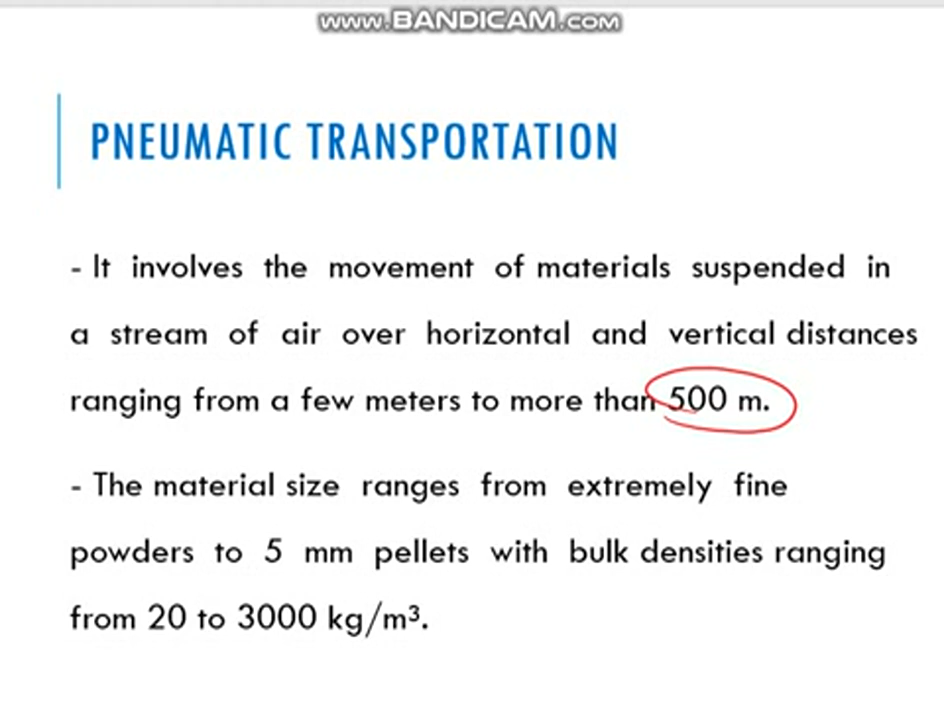 www.BANDICAM.com
PNEUMATIC TRANSPORTATION
- It involves the movement of materials suspended in
a stream of air over horizontal and vertical distances
ranging from a few meters to more than 500 m.
- The material size ranges from extremely fine
powders to 5 mm pellets with bulk densities ranging
from 20 to 3000 kg/m³.